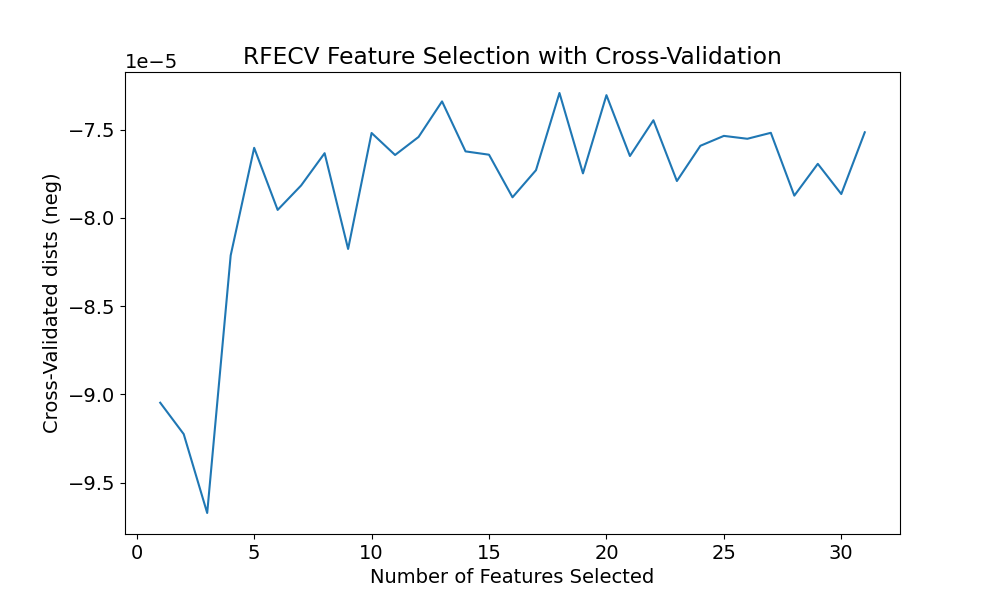 RFECV Feature Selection with Cross-Validation
1e−5
−7.5
−8.0
−8.5
−9.0
−9.5
Cross-Validated dists (neg)
0 5 10 15 20 25 30
Number of Features Selected